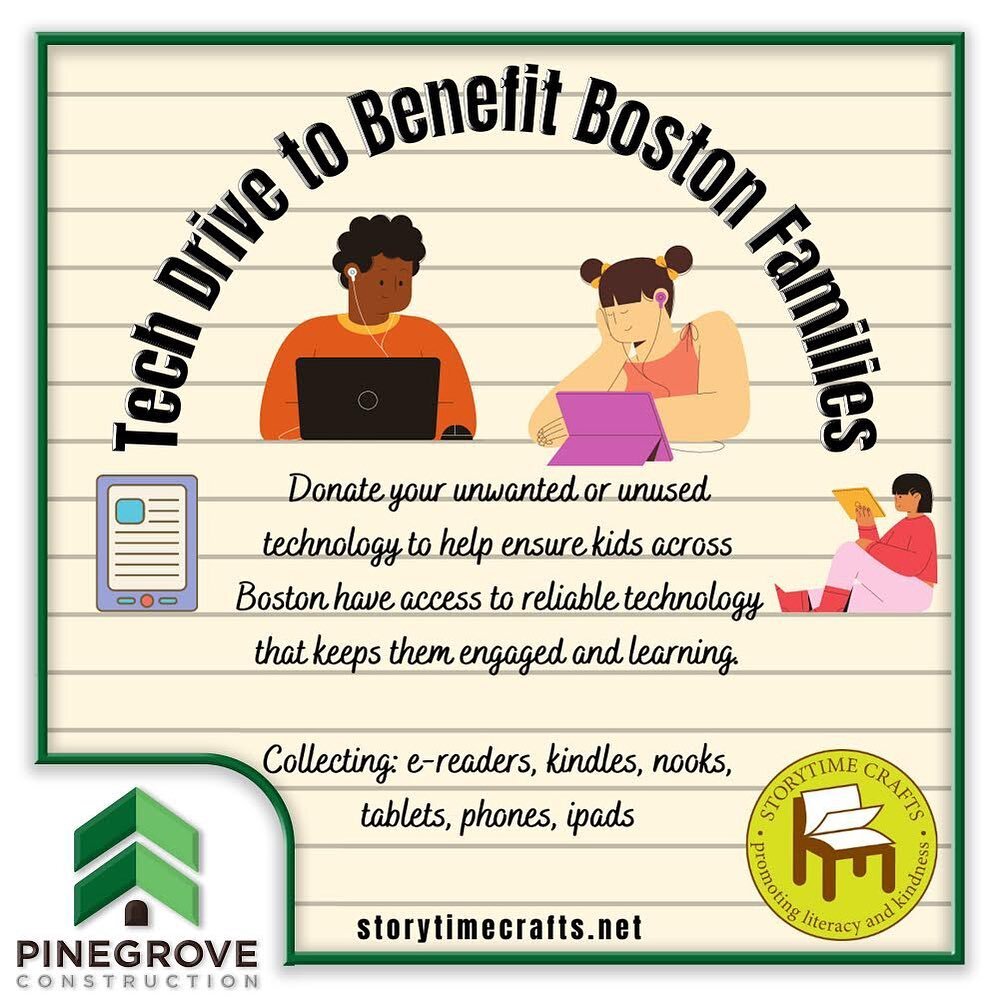 Tech Drive to Benefit Boston Families
Donate your unwanted or unused
technology to help ensure kids across
Boston have access to reliable technology
that keeps them engaged and learning.
Collecting: e-readers, kindles, nooks,
tablets, phones, ipads
STORYTIME CRAFTS
promoting literacy and kindness
storytimecrafts.net
PINEGROVE
CONSTRUCTION